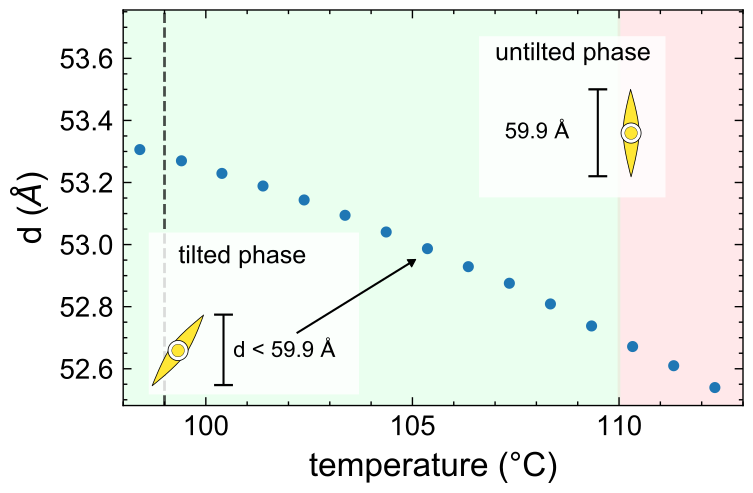 untilted phase
59.9 Å
tilted phase
d < 59.9 Å
53.6
53.4
53.2
53.0
52.8
52.6
d (Å)
100
105
110
temperature (°C)